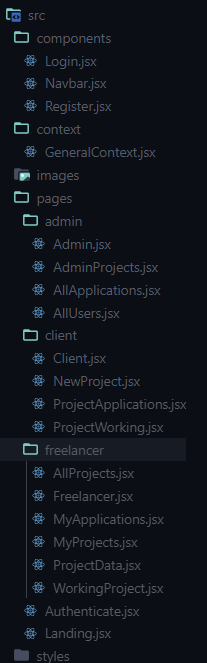 src
components
Login.jsx
Navbar.jsx
Register.jsx
context
GeneralContext.jsx
images
pages
admin
Admin.jsx
AdminProjects.jsx
AllApplications.jsx
AllUsers.jsx
client
Client.jsx
NewProject.jsx
ProjectApplications.jsx
ProjectWorking.jsx
freelancer
AllProjects.jsx
Freelancer.jsx
MyApplications.jsx
MyProjects.jsx
ProjectData.jsx
WorkingProject.jsx
Authenticate.jsx
Landing.jsx
styles